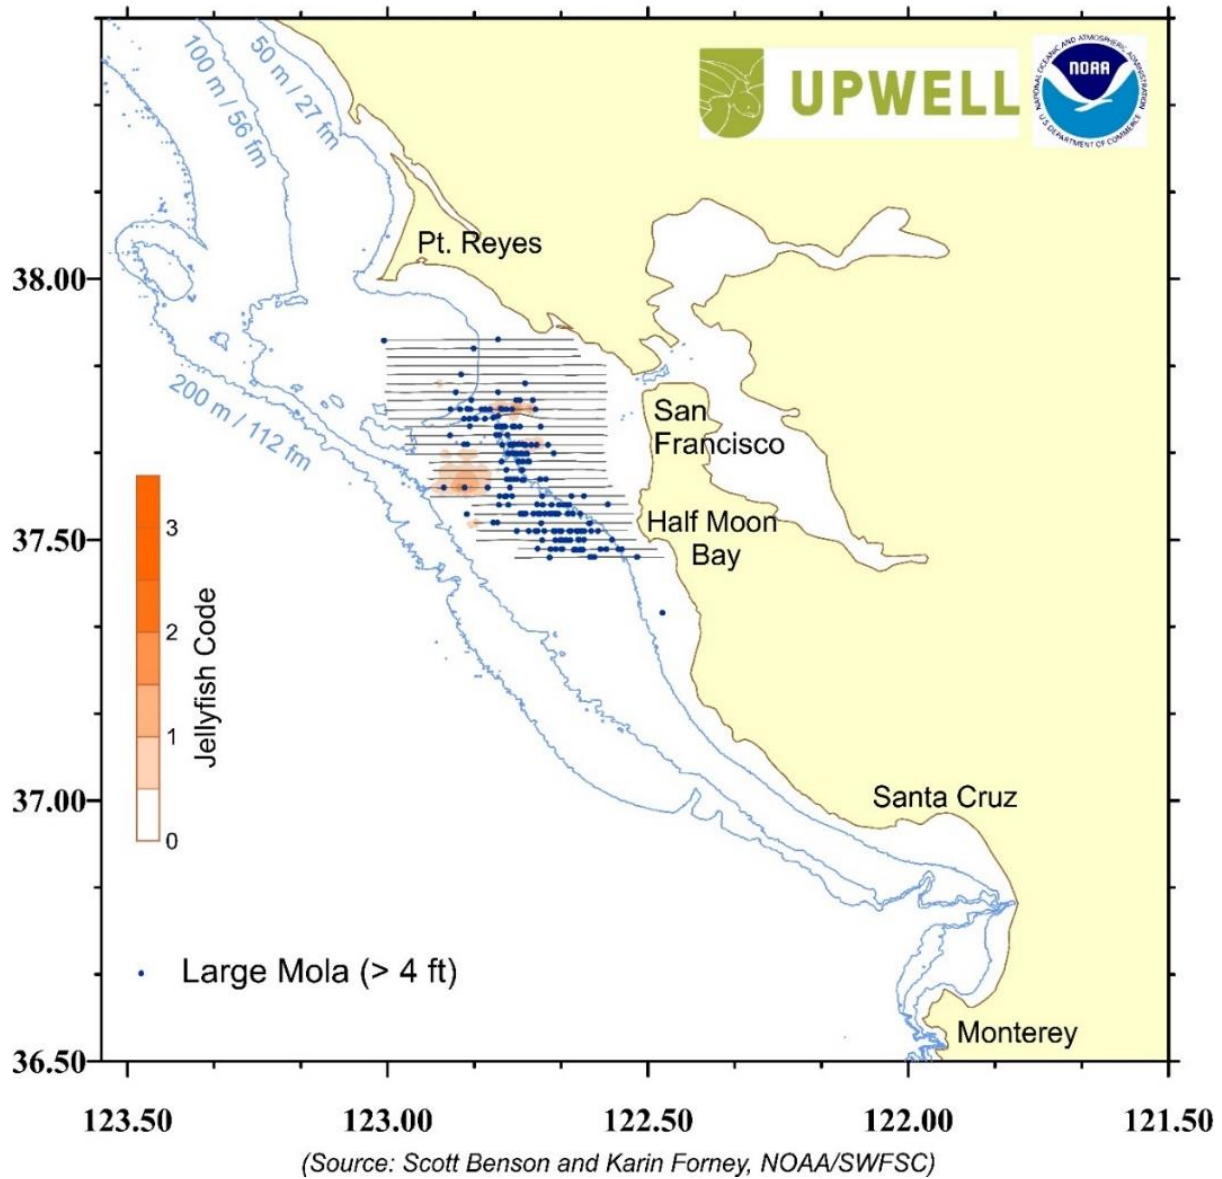 50 m / 27 fm
100 m / 56 fm
UPWELL
NATIONAL OCEANIC AND ATMOSPHERIC ADMINISTRATION
NOAA
U.S. DEPARTMENT OF COMMERCE
Pt. Reyes
38.00
200 m / 112 fm
San
Francisco
Half Moon
Bay
37.50
3
2
1
0
Jellyfish Code
37.00
Santa Cruz
Large Mola (> 4 ft)
Monterey
36.50
123.50
123.00
122.50
122.00
121.50
(Source: Scott Benson and Karin Forney, NOAA/SWFSC)